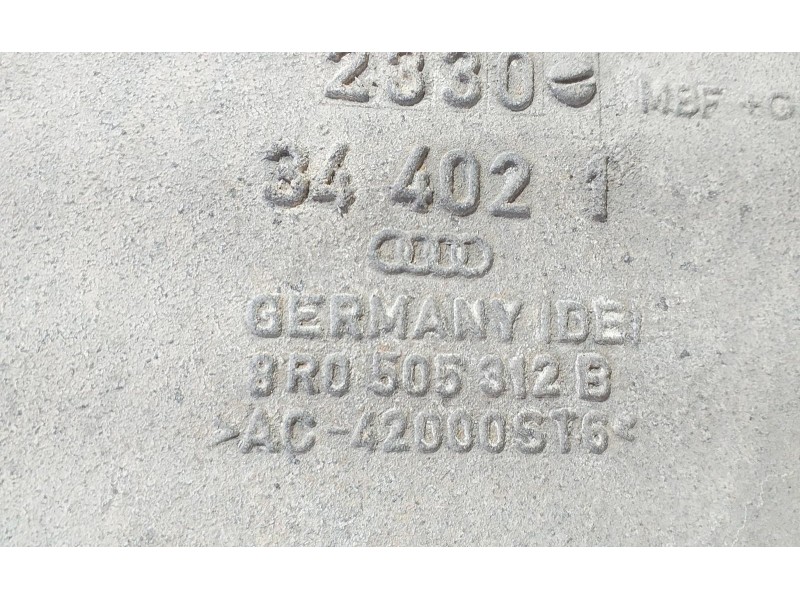 2330
MBF +G
34 402 1
GERMANY (DE)
8R0 505 312 B
>AC-42000ST6<